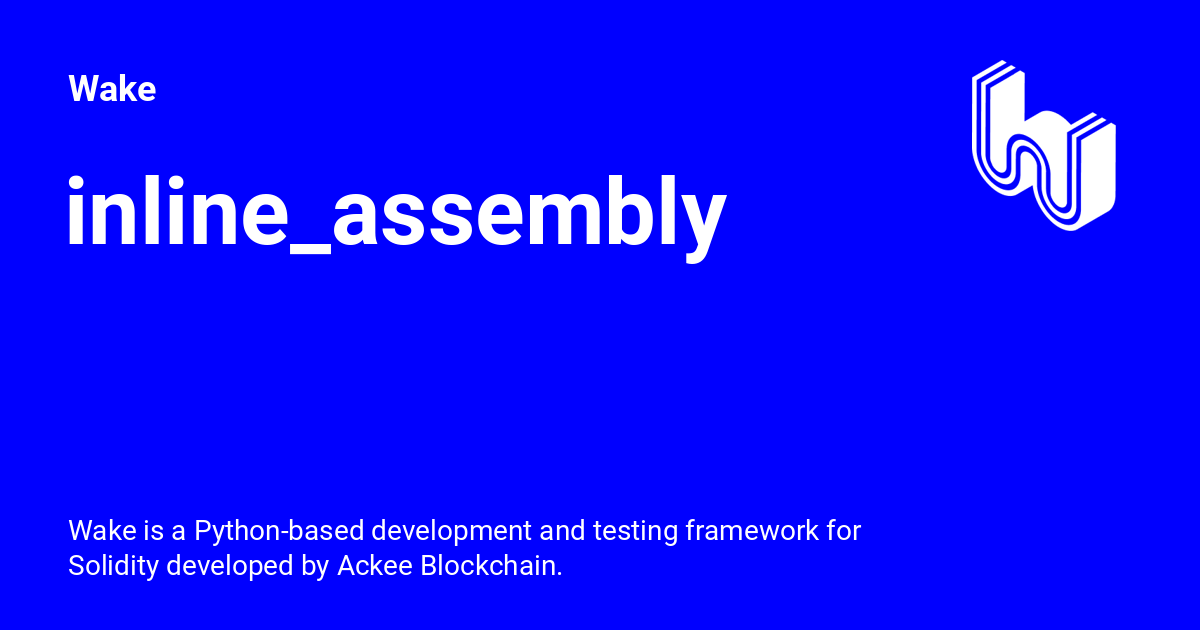 Wake
inline_assembly
Wake is a Python-based development and testing framework for
Solidity developed by Ackee Blockchain.